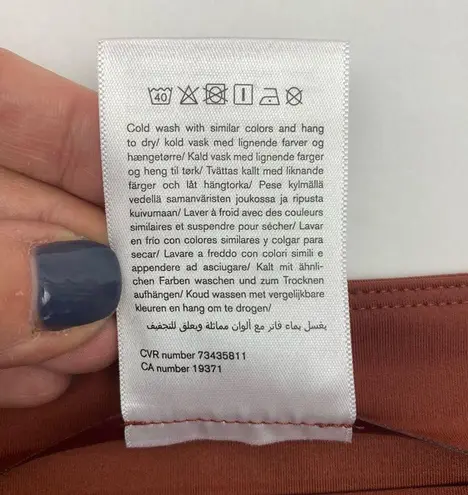 40
Cold wash with similar colors and hang
to dry/ kold vask med lignende farver og
hængetørre/ Kald vask med lignende farger
og heng til tørk/ Tvättas kallt med liknande
färger och låt hängtorka/ Pese kylmällä
vedellä samanväristen joukossa ja ripusta
kuivumaan/ Laver à froid avec des couleurs
similaires et suspendre pour sécher/ Lavar
en frío con colores similares y colgar para
secar/ Lavare a freddo con colori simili e
appendere ad asciugare/ Kalt mit ähnli-
chen Farben waschen und zum Trocknen
aufhängen/ Koud wassen met vergelijkbare
kleuren en hang om te drogen/
يغسل بماء فاتر مع ألوان مماثلة ويعلق للتجفيف
CVR number 73435811
CA number 19371